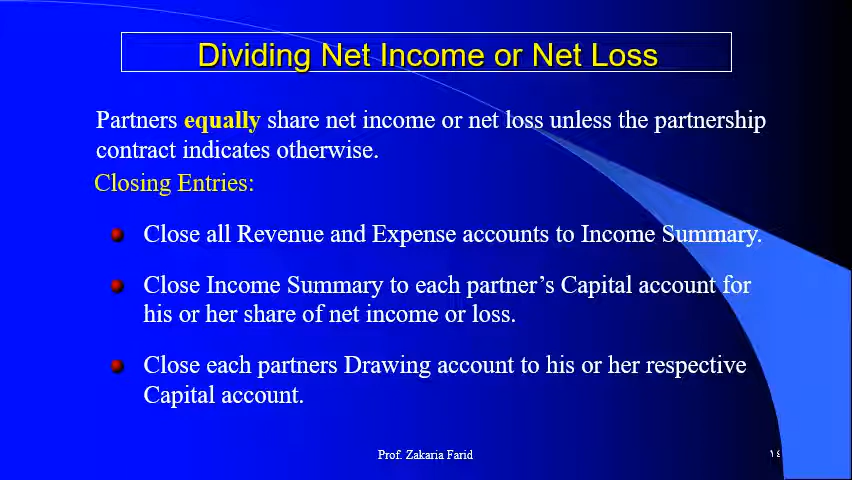 Dividing Net Income or Net Loss
Partners equally share net income or net loss unless the partnership
contract indicates otherwise.
Closing Entries:
Close all Revenue and Expense accounts to Income Summary.
Close Income Summary to each partner’s Capital account for
his or her share of net income or loss.
Close each partners Drawing account to his or her respective
Capital account.
Prof. Zakaria Farid
١٤